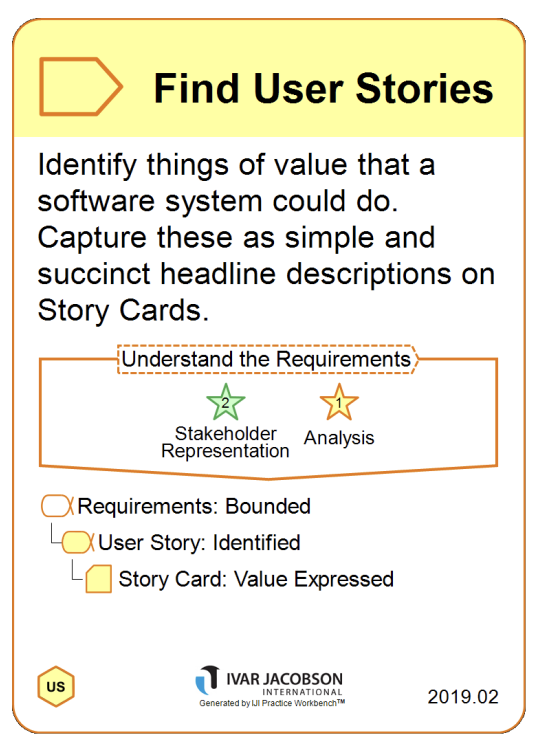 Find User Stories
Identify things of value that a
software system could do.
Capture these as simple and
succinct headline descriptions on
Story Cards.
Understand the Requirements
2
1
Stakeholder
Representation
Analysis
Requirements: Bounded
User Story: Identified
Story Card: Value Expressed
US
IVAR JACOBSON
INTERNATIONAL
Generated by IJI Practice Workbench™
2019.02